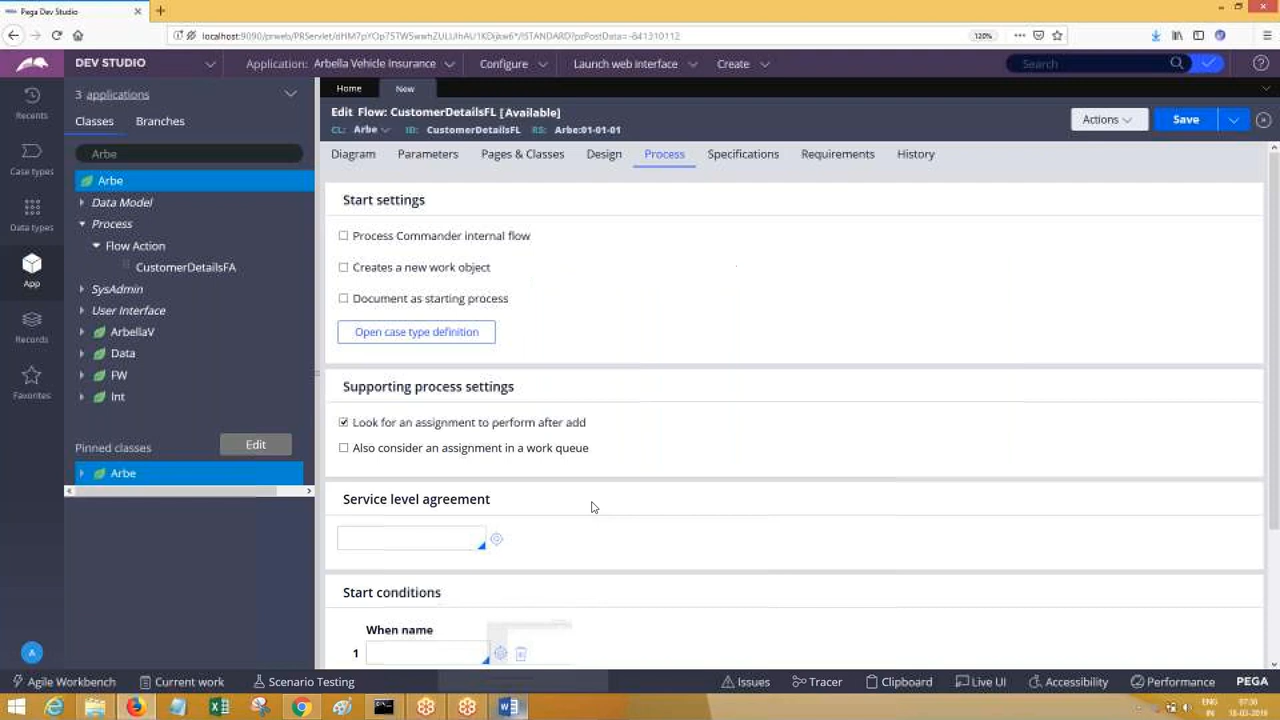 Pega Dev Studio
120%
DEV STUDIO
Application: Arbella Vehicle Insurance
Configure
Launch web interface
Create
Search
Recents
Case types
Data types
App
Records
Favorites
3 applications
Classes
Branches
Arbe
Arbe
Data Model
Process
Flow Action
CustomerDetailsFA
SysAdmin
User Interface
ArbellaV
Data
FW
Int
Pinned classes
Edit
Arbe
Home
New
Edit Flow: CustomerDetailsFL [Available]
CL: Arbe ID: CustomerDetailsFL RS: Arbe:01-01-01
Actions
Save
Diagram
Parameters
Pages & Classes
Design
Process
Specifications
Requirements
History
Start settings
Process Commander internal flow
Creates a new work object
Document as starting process
Open case type definition
Supporting process settings
Look for an assignment to perform after add
Also consider an assignment in a work queue
Service level agreement
Start conditions
When name
1
A
Agile Workbench
Current work
Scenario Testing
Issues
Tracer
Clipboard
Live UI
Accessibility
Performance
PEGA
ENG
IN
07:30